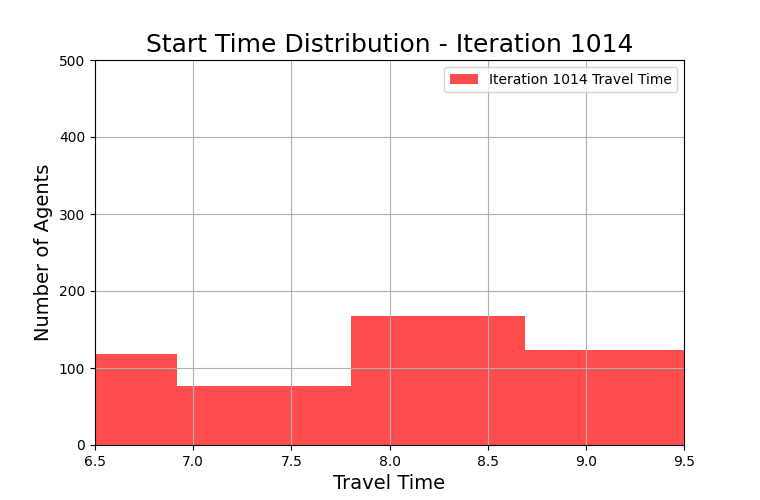 Start Time Distribution - Iteration 1014
Iteration 1014 Travel Time
Number of Agents
500
400
300
200
100
0
6.5 7.0 7.5 8.0 8.5 9.0 9.5
Travel Time